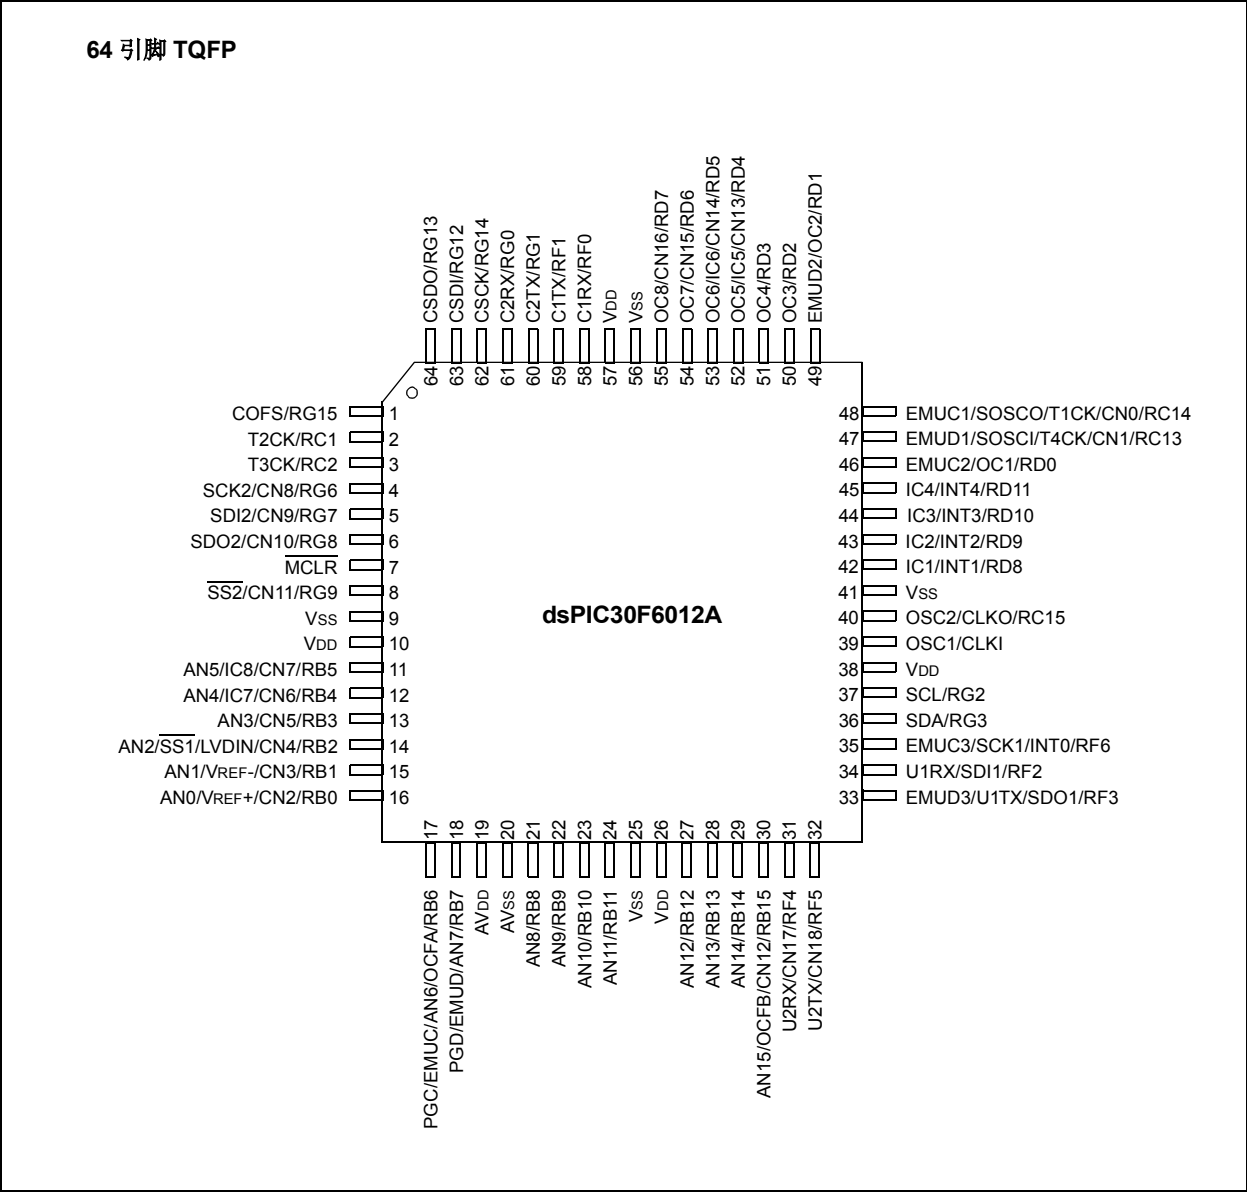 64 引脚 TQFP
CSDO/RG13
CSDI/RG12
CSCK/RG14
C2RX/RG0
C2TX/RG1
C1TX/RF1
C1RX/RF0
VDD
VSS
OC8/CN16/RD7
OC7/CN15/RD6
OC6/IC6/CN14/RD5
OC5/IC5/CN13/RD4
OC4/RD3
OC3/RD2
EMUD2/OC2/RD1
64 63 62 61 60 59 58 57 56 55 54 53 52 51 50 49
COFS/RG15 1
T2CK/RC1 2
T3CK/RC2 3
SCK2/CN8/RG6 4
SDI2/CN9/RG7 5
SDO2/CN10/RG8 6
MCLR 7
SS2/CN11/RG9 8
VSS 9
VDD 10
AN5/IC8/CN7/RB5 11
AN4/IC7/CN6/RB4 12
AN3/CN5/RB3 13
AN2/SS1/LVDIN/CN4/RB2 14
AN1/VREF-/CN3/RB1 15
AN0/VREF+/CN2/RB0 16
dsPIC30F6012A
48 EMUC1/SOSCO/T1CK/CN0/RC14
47 EMUD1/SOSCI/T4CK/CN1/RC13
46 EMUC2/OC1/RD0
45 IC4/INT4/RD11
44 IC3/INT3/RD10
43 IC2/INT2/RD9
42 IC1/INT1/RD8
41 VSS
40 OSC2/CLKO/RC15
39 OSC1/CLKI
38 VDD
37 SCL/RG2
36 SDA/RG3
35 EMUC3/SCK1/INT0/RF6
34 U1RX/SDI1/RF2
33 EMUD3/U1TX/SDO1/RF3
17 18 19 20 21 22 23 24 25 26 27 28 29 30 31 32
PGC/EMUC/AN6/OCFA/RB6
PGD/EMUD/AN7/RB7
AVDD
AVSS
AN8/RB8
AN9/RB9
AN10/RB10
AN11/RB11
VSS
VDD
AN12/RB12
AN13/RB13
AN14/RB14
AN15/OCFB/CN12/RB15
U2RX/CN17/RF4
U2TX/CN18/RF5